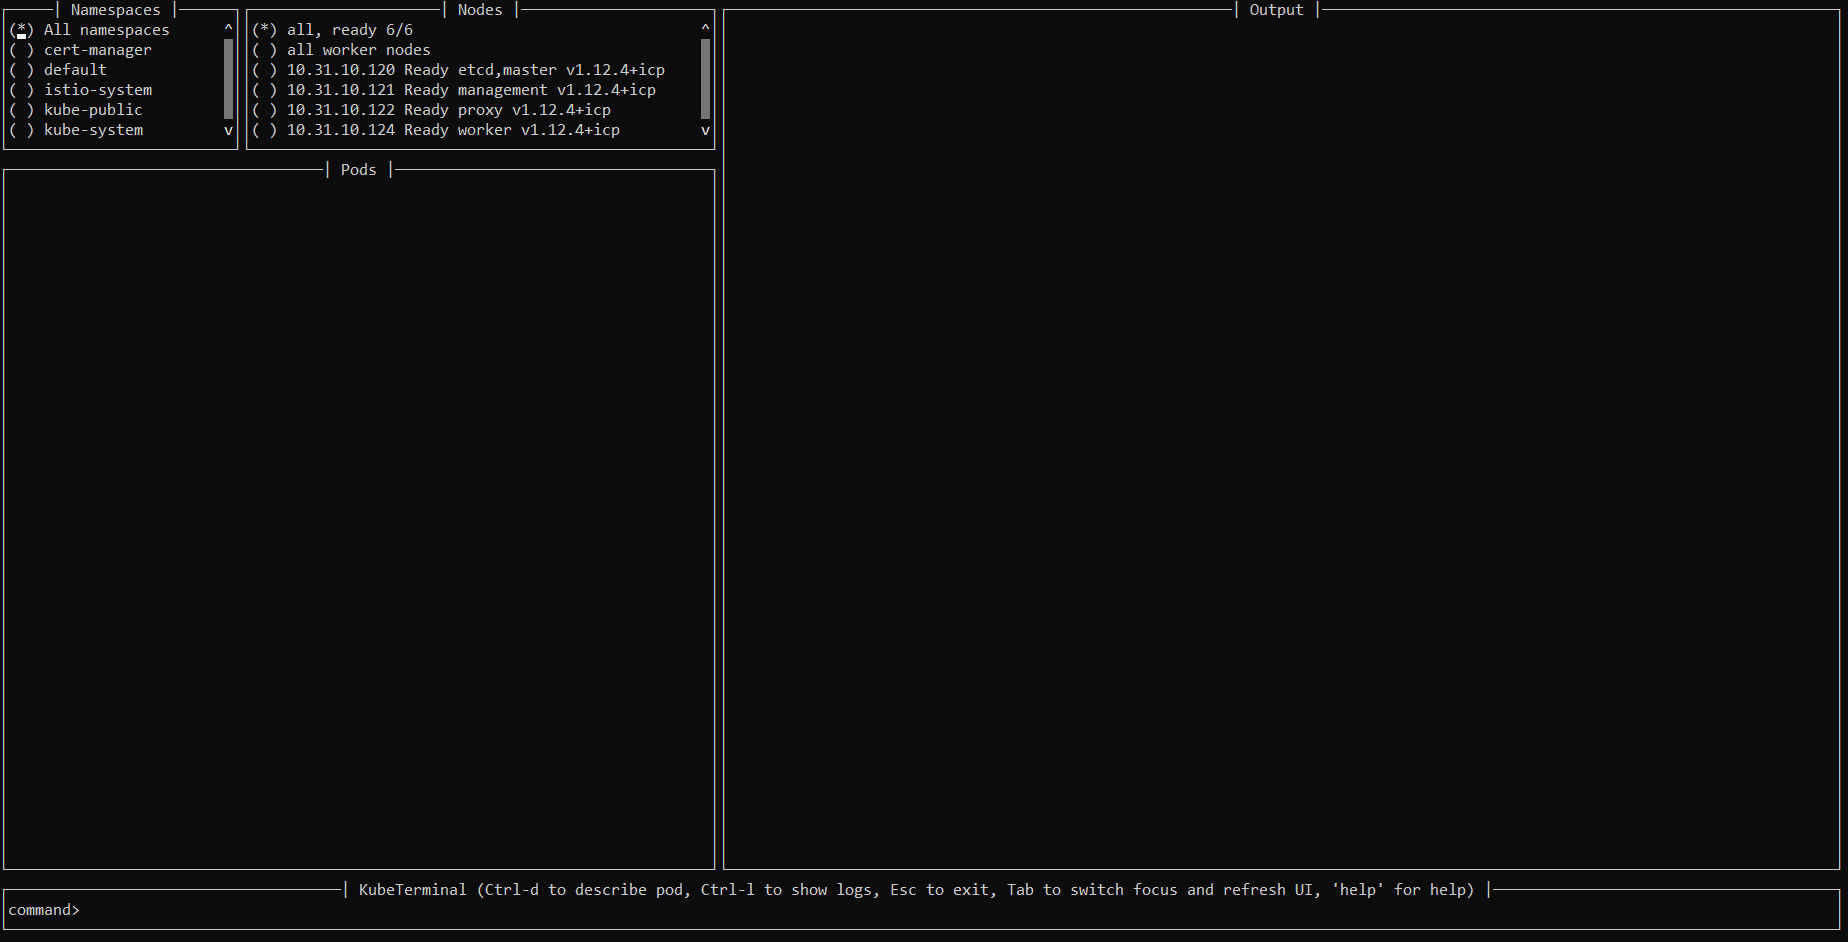 Namespaces
(*) All namespaces ^
( ) cert-manager
( ) default
( ) istio-system
( ) kube-public
( ) kube-system v
Nodes
(*) all, ready 6/6 ^
( ) all worker nodes
( ) 10.31.10.120 Ready etcd,master v1.12.4+icp
( ) 10.31.10.121 Ready management v1.12.4+icp
( ) 10.31.10.122 Ready proxy v1.12.4+icp
( ) 10.31.10.124 Ready worker v1.12.4+icp v
Pods
Output
KubeTerminal (Ctrl-d to describe pod, Ctrl-l to show logs, Esc to exit, Tab to switch focus and refresh UI, 'help' for help)
command>